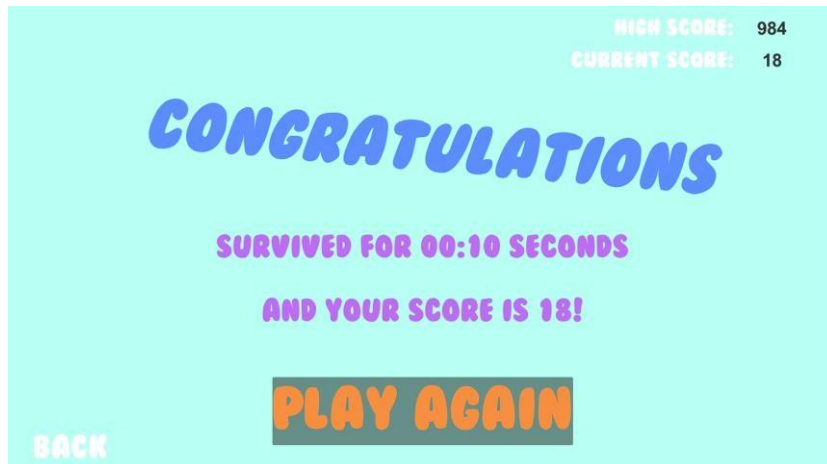 HIGH SCORE: 984
CURRENT SCORE: 18
CONGRATULATIONS
SURVIVED FOR 00:10 SECONDS
AND YOUR SCORE IS 18!
PLAY AGAIN
BACK